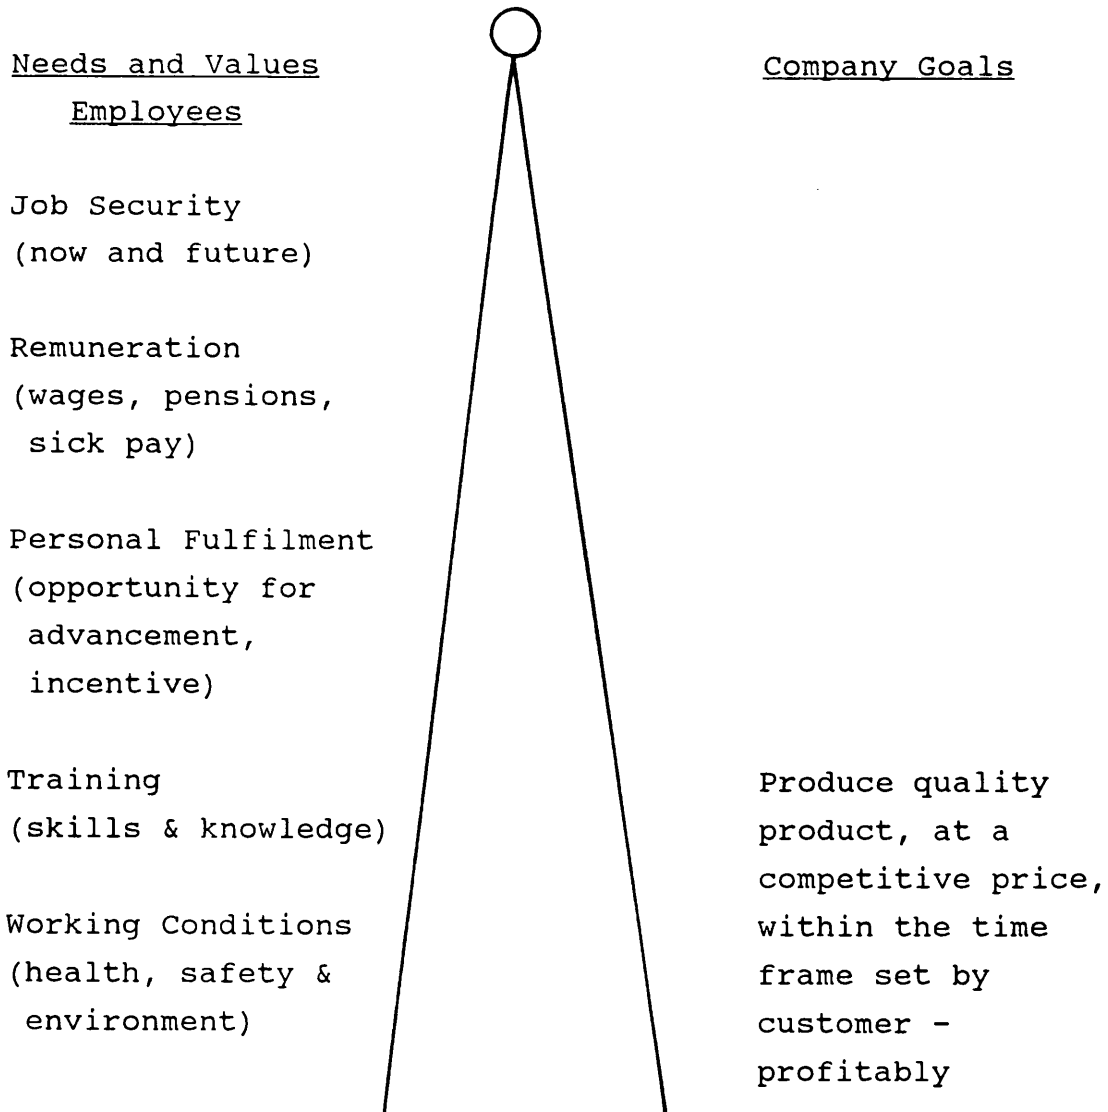 Needs and Values
Employees
Job Security
(now and future)
Remuneration
(wages, pensions,
sick pay)
Personal Fulfilment
(opportunity for
advancement,
incentive)
Training
(skills & knowledge)
Working Conditions
(health, safety &
environment)
Company Goals
Produce quality
product, at a
competitive price,
within the time
frame set by
customer -
profitably